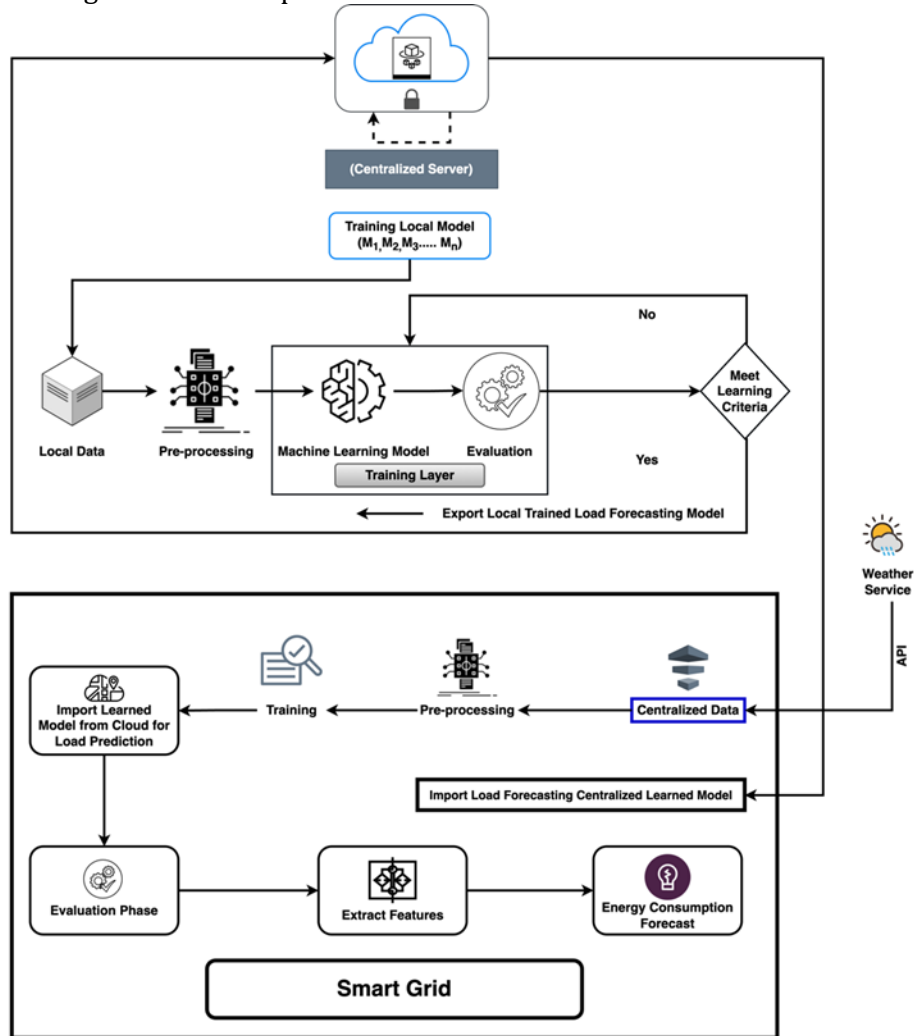 (Centralized Server)
Training Local Model
(M1,M2,M3..... Mn)
No
Meet
Learning
Criteria
Local Data
Pre-processing
Machine Learning Model
Evaluation
Yes
Training Layer
Export Local Trained Load Forecasting Model
Weather
Service
API
Import Learned
Model from Cloud for
Load Prediction
Training
Pre-processing
Centralized Data
Import Load Forecasting Centralized Learned Model
Evaluation Phase
Extract Features
Energy Consumption
Forecast
Smart Grid